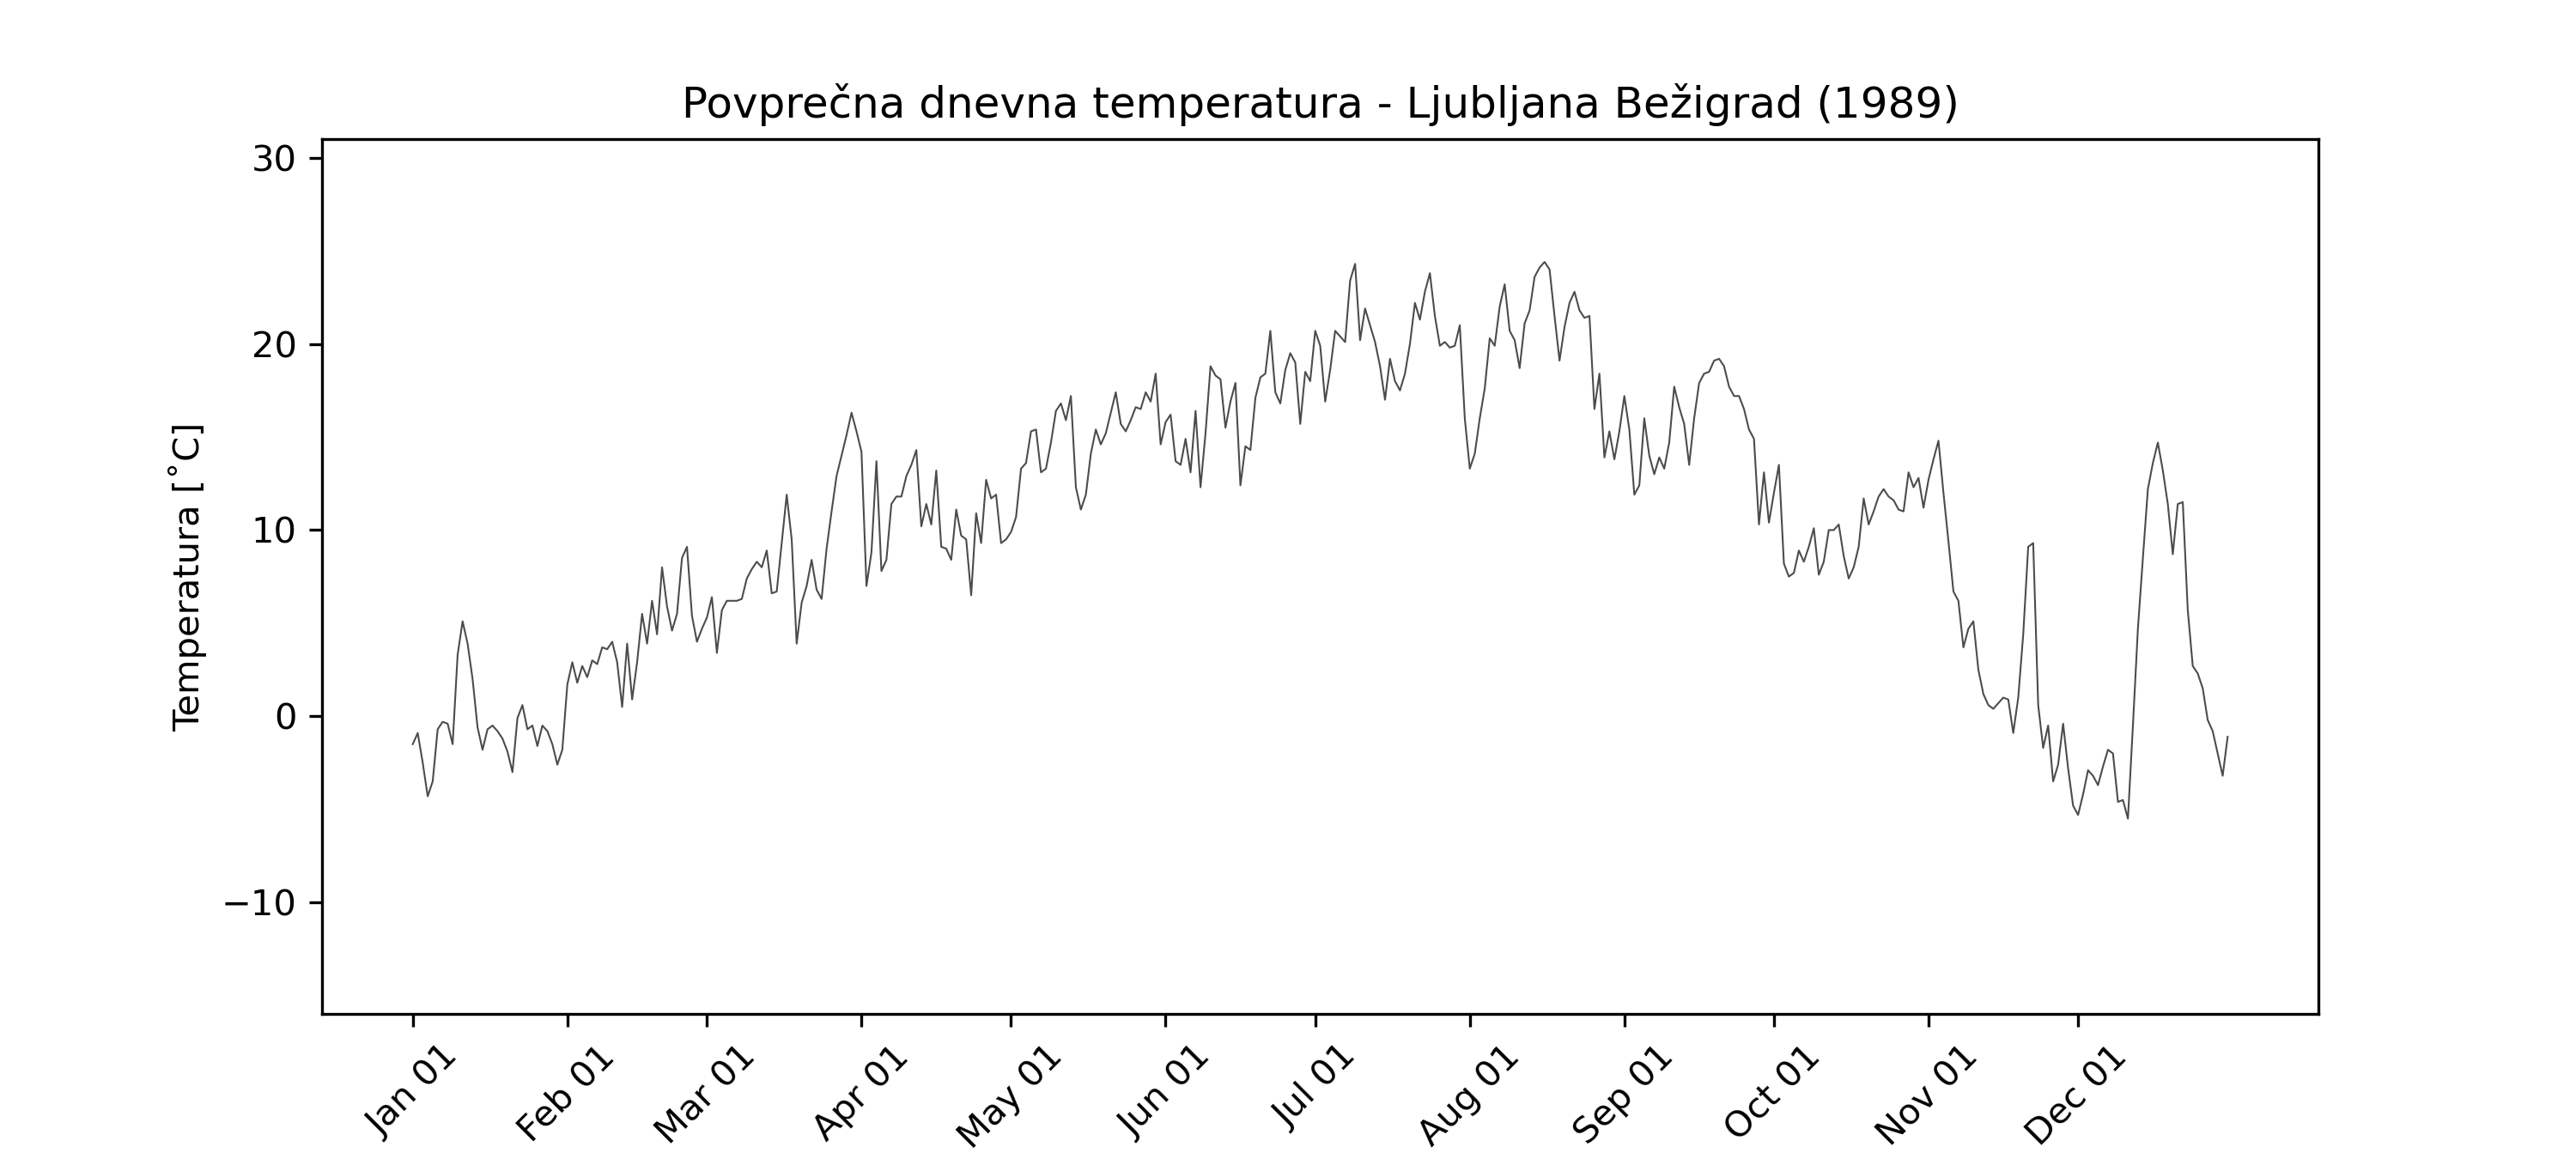 Povprečna dnevna temperatura - Ljubljana Bežigrad (1989)
Temperatura [˚C]
30
20
10
0
−10
Jan 01
Feb 01
Mar 01
Apr 01
May 01
Jun 01
Jul 01
Aug 01
Sep 01
Oct 01
Nov 01
Dec 01